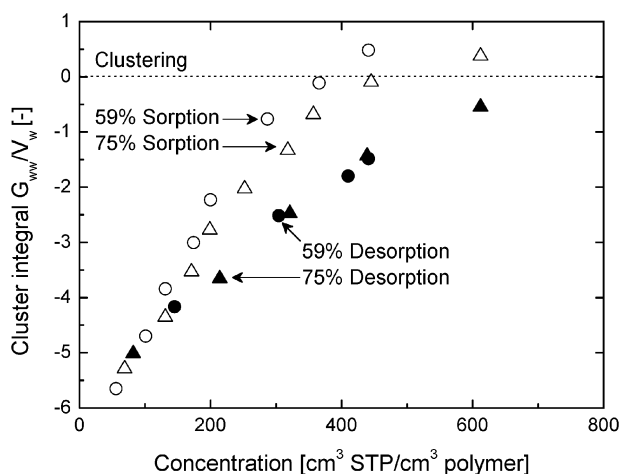 1
Clustering
0
59% Sorption
-1
75% Sorption
-2
-3
59% Desorption
75% Desorption
-4
-5
-6
0 200 400 600 800
Concentration [cm³ STP/cm³ polymer]
Cluster integral G_ww/V_w [-]